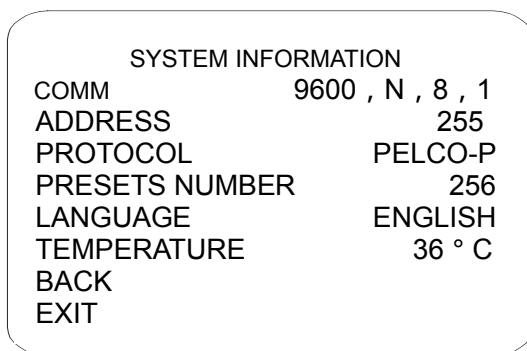 SYSTEM INFORMATION
COMM 9600 , N , 8 , 1
ADDRESS 255
PROTOCOL PELCO-P
PRESETS NUMBER 256
LANGUAGE ENGLISH
TEMPERATURE 36 ° C
BACK
EXIT